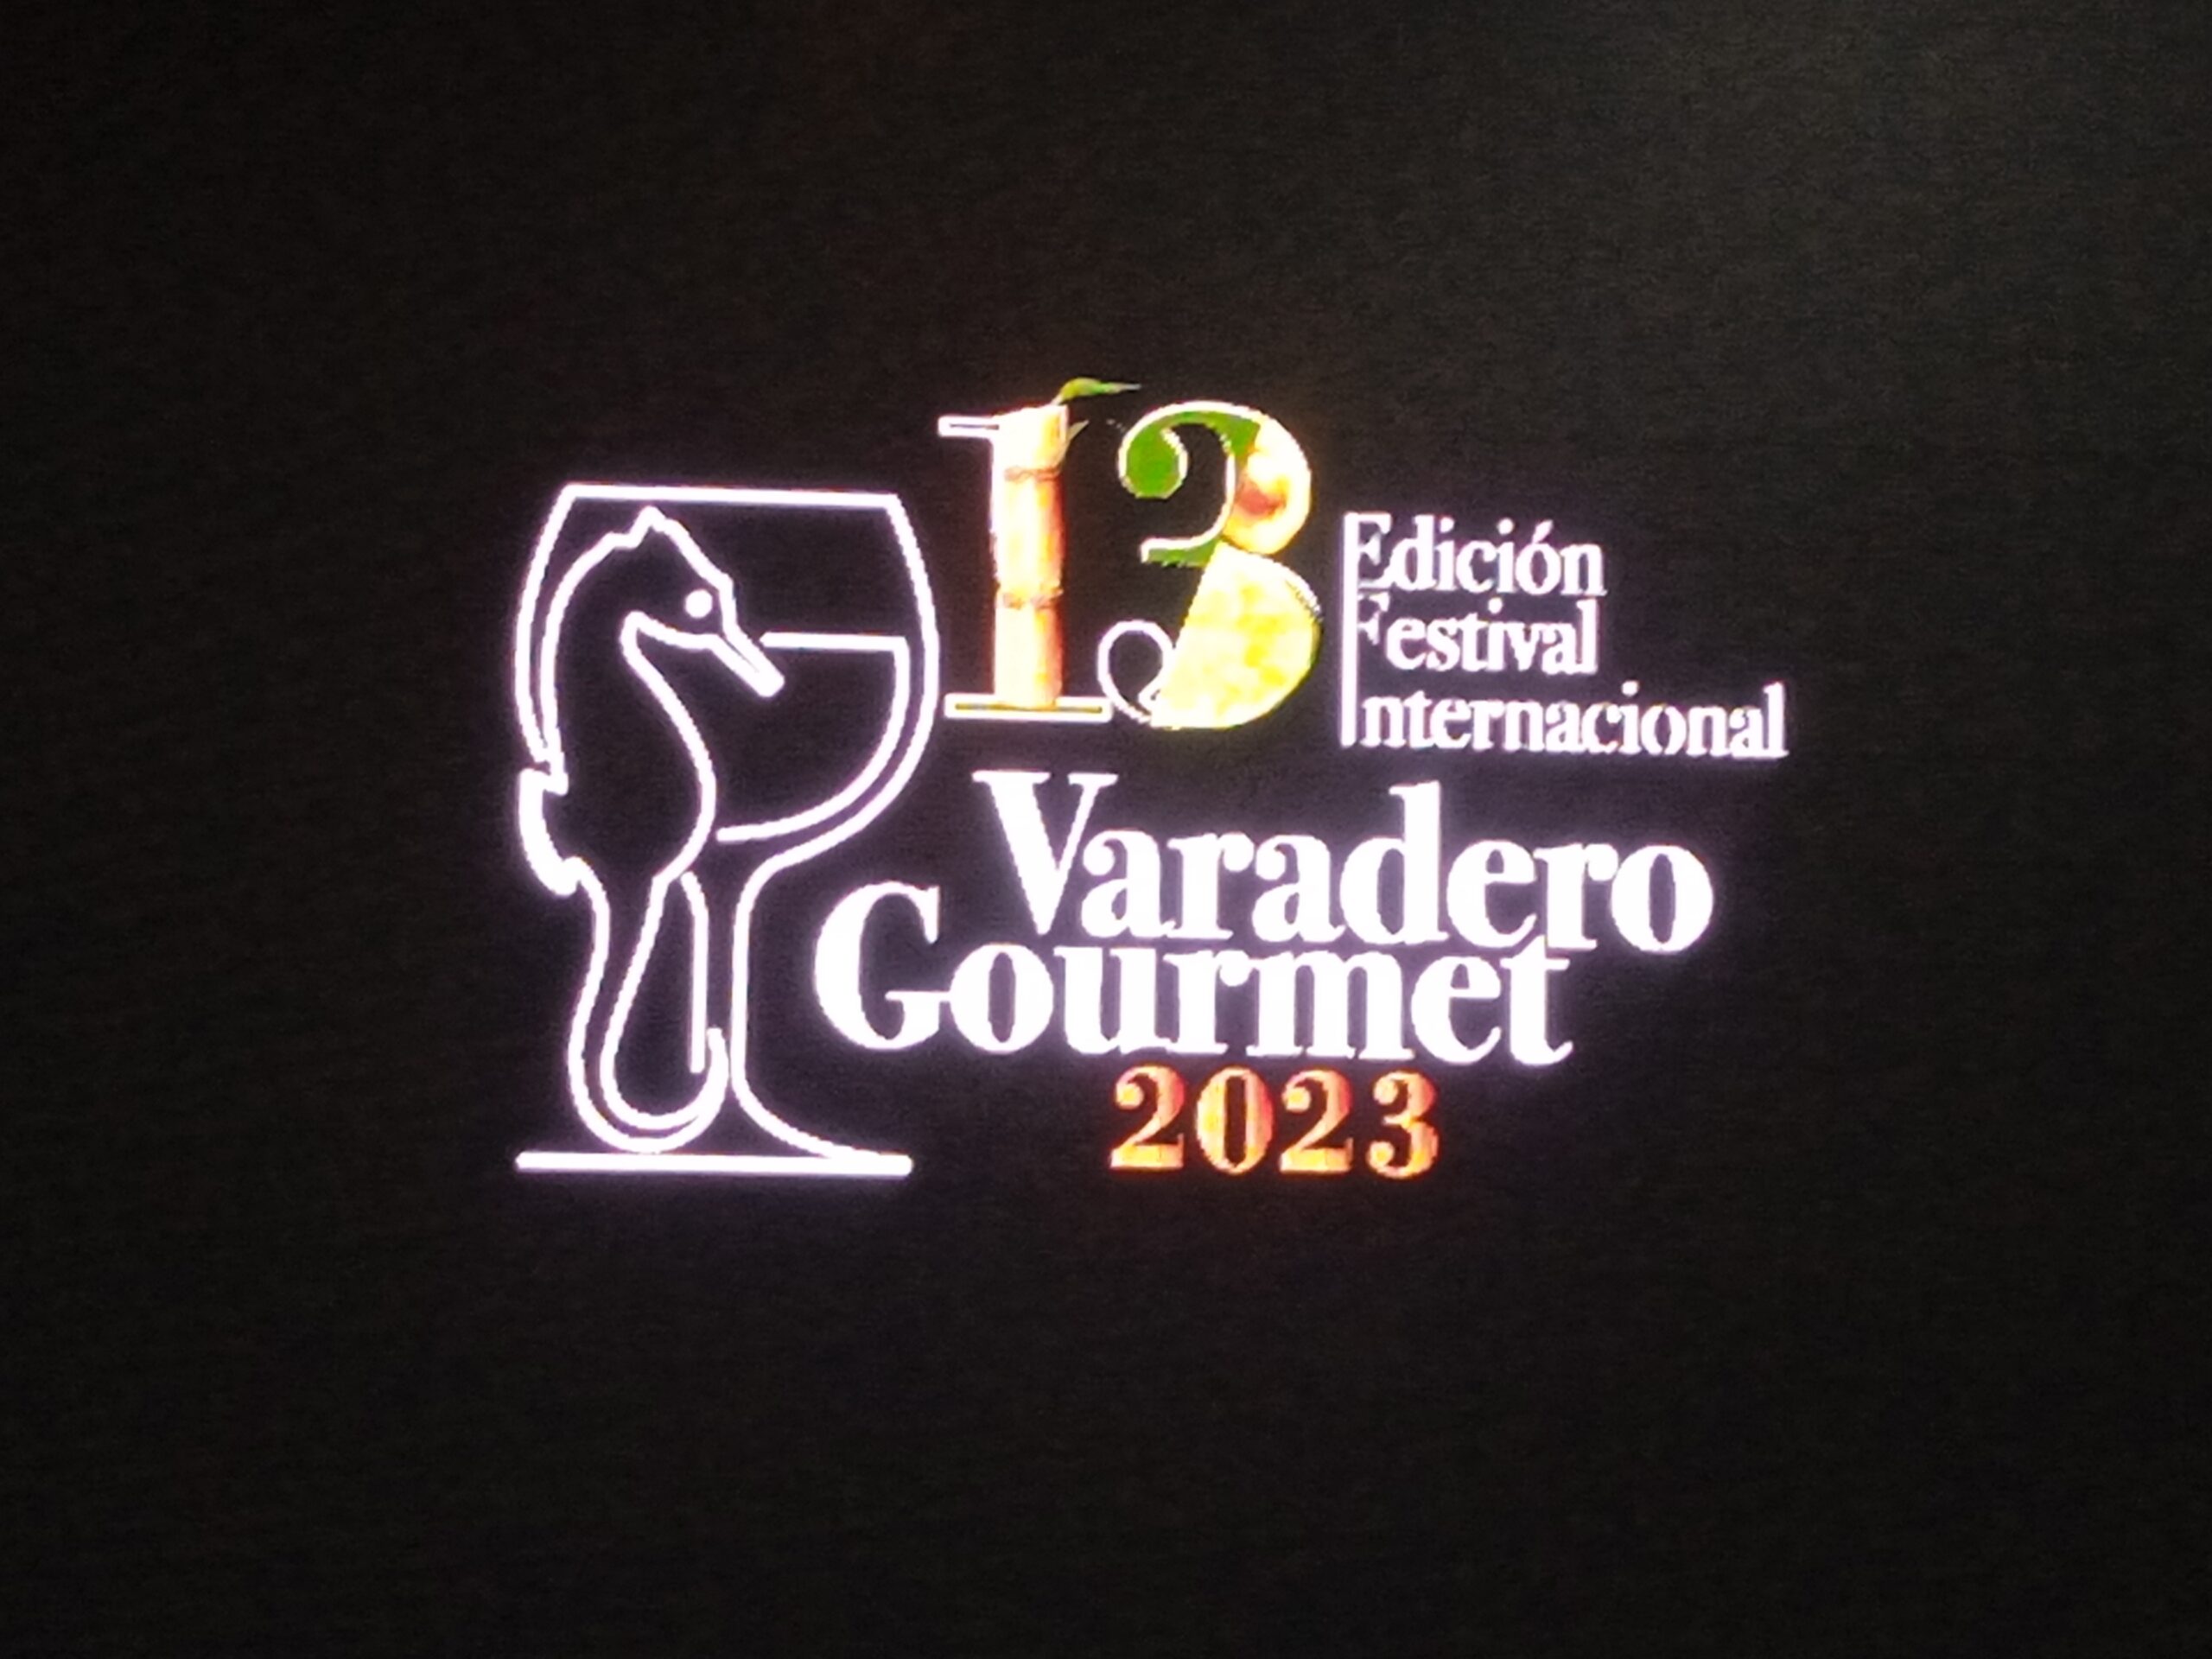 13
Edición
Festival
Internacional
Varadero
Gourmet
2023